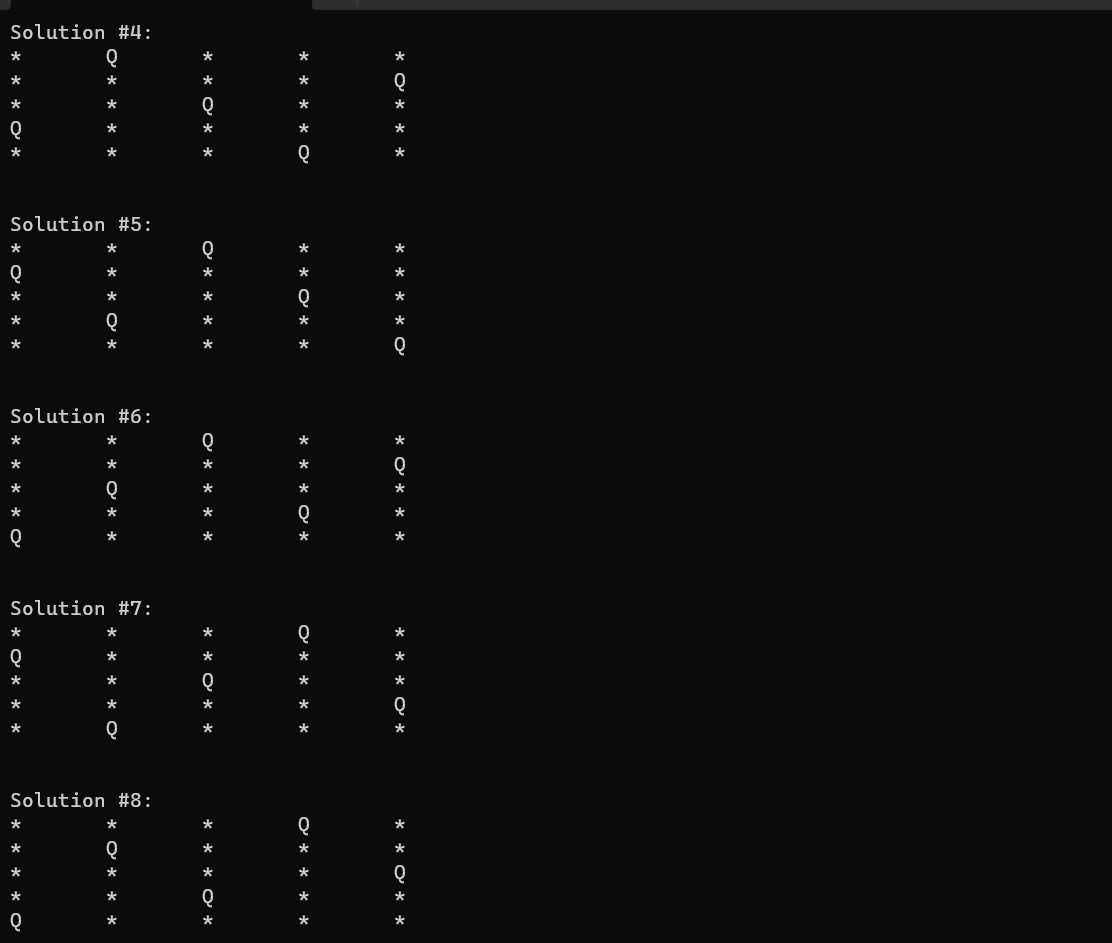 Solution #4:
*	Q	*	*	*
*	*	*	*	Q
*	*	Q	*	*
Q	*	*	*	*
*	*	*	Q	*
Solution #5:
*	*	Q	*	*
Q	*	*	*	*
*	*	*	Q	*
*	Q	*	*	*
*	*	*	*	Q
Solution #6:
*	*	Q	*	*
*	*	*	*	Q
*	Q	*	*	*
*	*	*	Q	*
Q	*	*	*	*
Solution #7:
*	*	*	Q	*
Q	*	*	*	*
*	*	Q	*	*
*	*	*	*	Q
*	Q	*	*	*
Solution #8:
*	*	*	Q	*
*	Q	*	*	*
*	*	*	*	Q
*	*	Q	*	*
Q	*	*	*	*